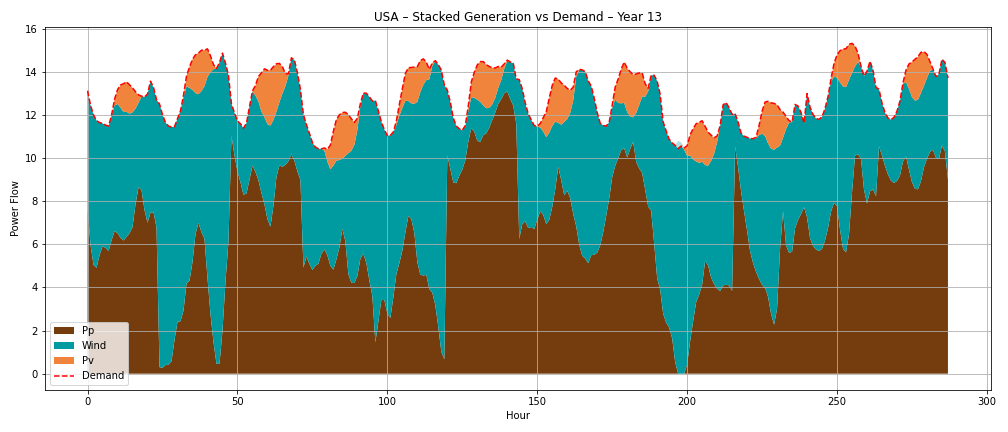 USA – Stacked Generation vs Demand – Year 13
Power Flow
16
14
12
10
8
6
4
2
0
Pp
Wind
Pv
Demand
0 50 100 150 200 250 300
Hour